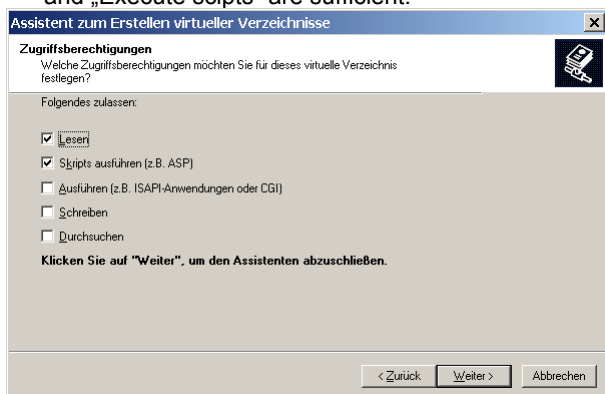 and „Execute scipts“ are sufficient.
Assistent zum Erstellen virtueller Verzeichnisse
Zugriffsberechtigungen
Welche Zugriffsberechtigungen möchten Sie für dieses virtuelle Verzeichnis
festlegen?
Folgendes zulassen:
Lesen
Skripts ausführen (z.B. ASP)
Ausführen (z.B. ISAPI-Anwendungen oder CGI)
Schreiben
Durchsuchen
Klicken Sie auf "Weiter", um den Assistenten abzuschließen.
< Zurück Weiter > Abbrechen